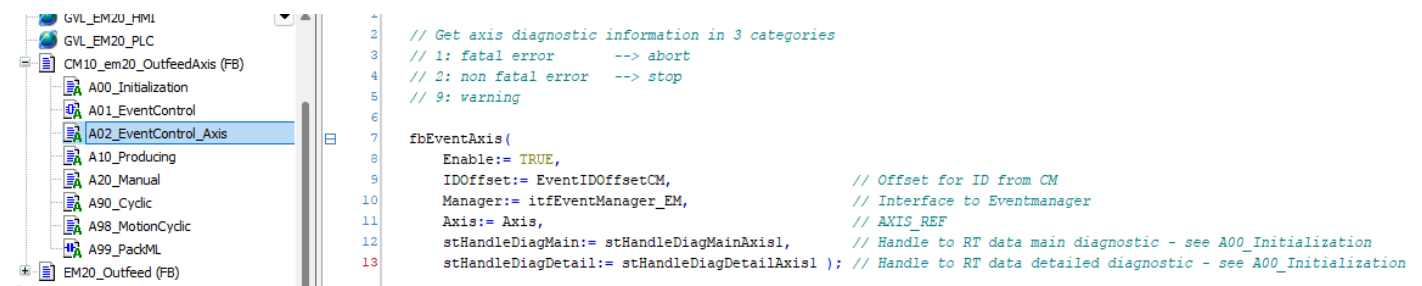 GVL_EM20_HMI
GVL_EM20_PLC
CM10_em20_OutfeedAxis (FB)
A00_Initialization
A01_EventControl
A02_EventControl_Axis
A10_Producing
A20_Manual
A90_Cyclic
A98_MotionCyclic
A99_PackML
EM20_Outfeed (FB)
1
2 // Get axis diagnostic information in 3 categories
3 // 1: fatal error --> abort
4 // 2: non fatal error --> stop
5 // 9: warning
6
7 fbEventAxis(
8 Enable:= TRUE,
9 IDOffset:= EventIDOffsetCM, // Offset for ID from CM
10 Manager:= itfEventManager_EM, // Interface to Eventmanager
11 Axis:= Axis, // AXIS_REF
12 stHandleDiagMain:= stHandleDiagMainAxis1, // Handle to RT data main diagnostic - see A00_Initialization
13 stHandleDiagDetail:= stHandleDiagDetailAxis1 ); // Handle to RT data detailed diagnostic - see A00_Initialization